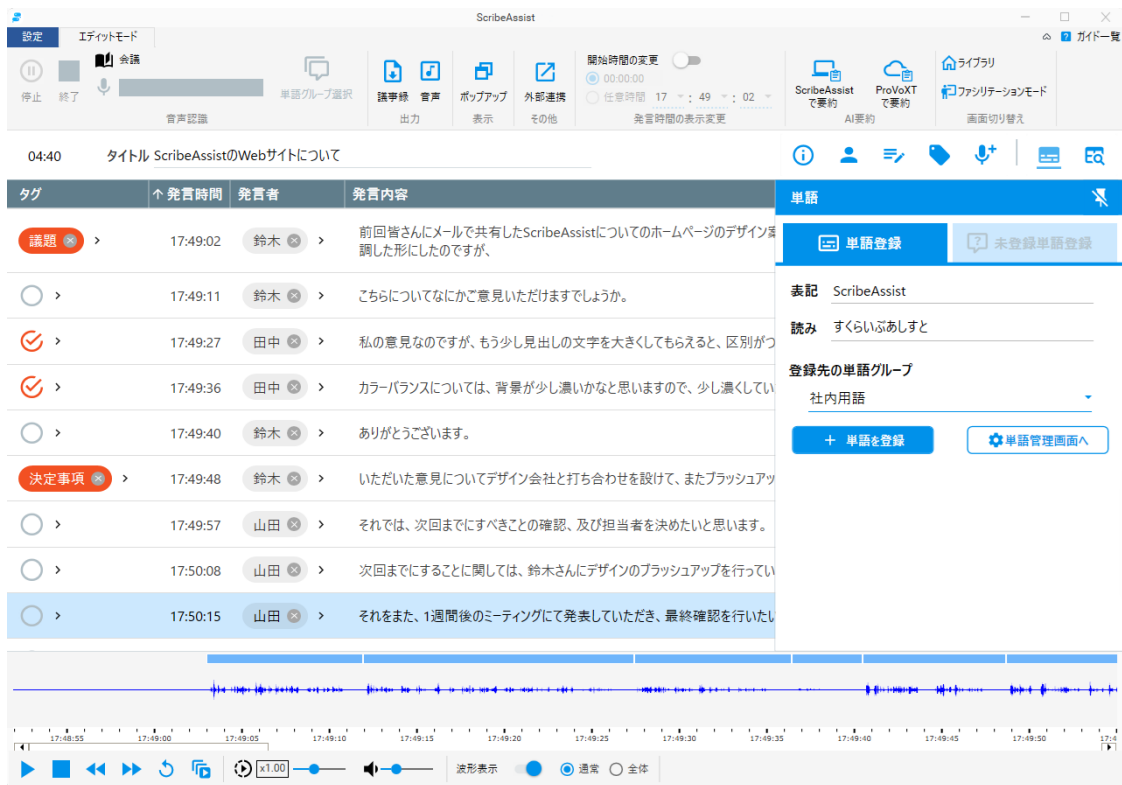 ScribeAssist
設定 エディットモード ガイド一覧
停止 終了
会議
音声認識
単語グループ選択
議事録 音声
出力
ポップアップ
表示
外部連携
その他
開始時間の変更
00:00:00
任意時間 17 : 49 : 02
発言時間の表示変更
ScribeAssist
で要約
ProVoXT
で要約
AI要約
ライブラリ
ファシリテーションモード
画面切り替え
04:40 タイトル ScribeAssistのWebサイトについて
タグ 発言時間 発言者 発言内容
議題 17:49:02 鈴木 前回皆さんにメールで共有したScribeAssistについてのホームページのデザイン案
調した形にしたのですが、
17:49:11 鈴木 こちらについてなにかご意見いただけますでしょうか。
17:49:27 田中 私の意見なのですが、もう少し見出しの文字を大きくしてもらえると、区別がつ
17:49:36 田中 カラーバランスについては、背景が少し濃いかなと思いますので、少し濃くしてい
17:49:40 鈴木 ありがとうございます。
決定事項 17:49:48 鈴木 いただいた意見についてデザイン会社と打ち合わせを設けて、またブラッシュアッ
17:49:57 山田 それでは、次回までにすべきことの確認、及び担当者を決めたいと思います。
17:50:08 山田 次回までにすることに関しては、鈴木さんにデザインのブラッシュアップを行ってい
17:50:15 山田 それをまた、1週間後のミーティングにて発表していただき、最終確認を行いたい
単語
単語登録 未登録単語登録
表記 ScribeAssist
読み すくらいぶあしすと
登録先の単語グループ
社内用語
+ 単語を登録 単語管理画面へ
17:48:55 17:49:00 17:49:05 17:49:10 17:49:15 17:49:20 17:49:25 17:49:30 17:49:35 17:49:40 17:49:45 17:49:50 17:4
x1.00 波形表示 通常 全体